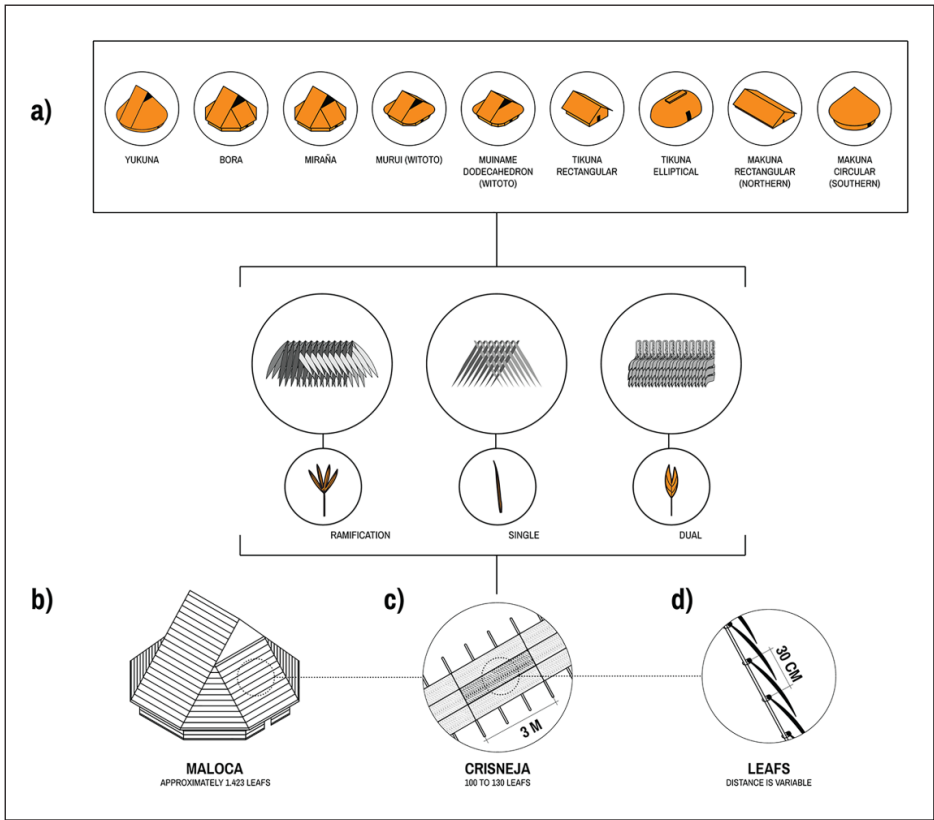 a)
YUKUNA
BORA
MIRAÑA
MURUI (WITOTO)
MUINAME
DODECAHEDRON
(WITOTO)
TIKUNA
RECTANGULAR
TIKUNA
ELLIPTICAL
MAKUNA
RECTANGULAR
(NORTHERN)
MAKUNA
CIRCULAR
(SOUTHERN)
RAMIFICATION
SINGLE
DUAL
b)
c)
d)
3 M
30 CM
MALOCA
APPROXIMATELY 1.423 LEAFS
CRISNEJA
100 TO 130 LEAFS
LEAFS
DISTANCE IS VARIABLE